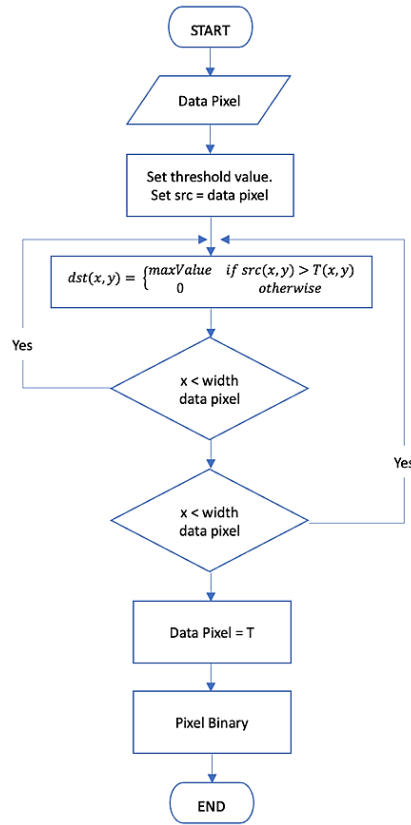 START
Data Pixel
Set threshold value.
Set src = data pixel
dst(x, y) = {maxValue if src(x, y) > T(x, y)
0 otherwise
Yes
x < width
data pixel
Yes
x < width
data pixel
Data Pixel = T
Pixel Binary
END